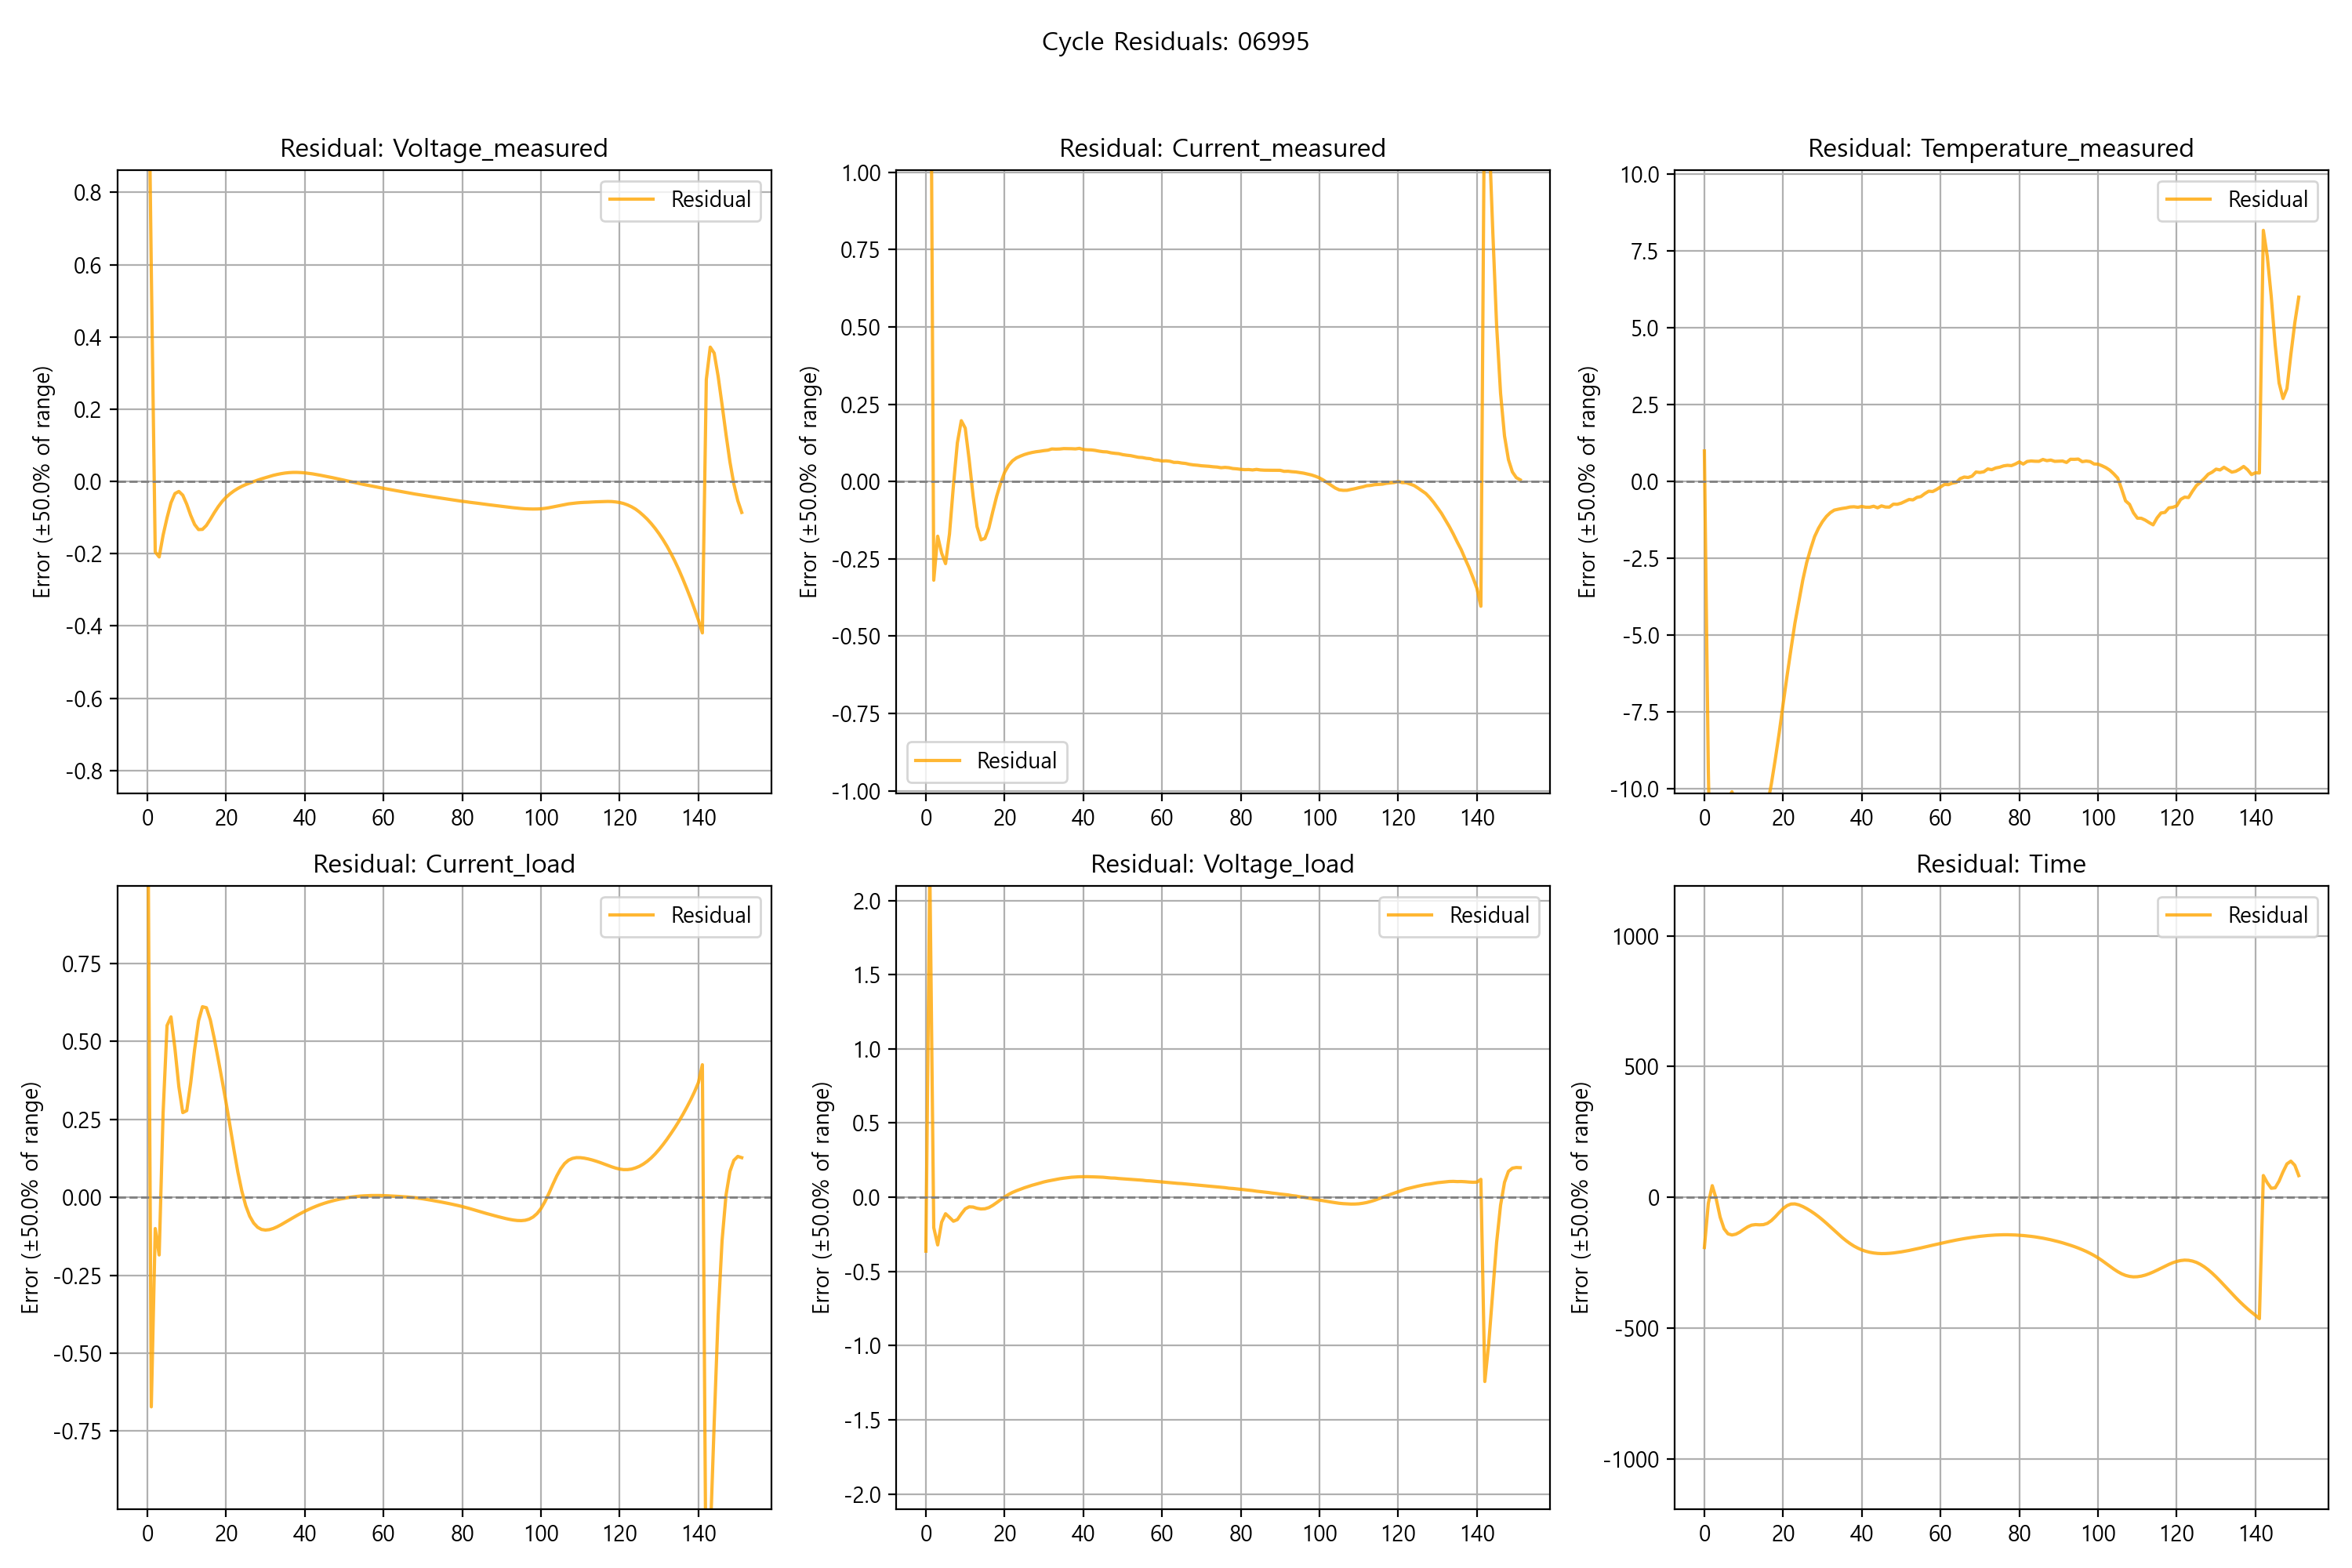 Cycle Residuals: 06995
Residual: Voltage_measured
Error (±50.0% of range)
0.8
0.6
0.4
0.2
0.0
-0.2
-0.4
-0.6
-0.8
Residual
0 20 40 60 80 100 120 140
Residual: Current_measured
Error (±50.0% of range)
1.00
0.75
0.50
0.25
0.00
-0.25
-0.50
-0.75
-1.00
Residual
0 20 40 60 80 100 120 140
Residual: Temperature_measured
Error (±50.0% of range)
10.0
7.5
5.0
2.5
0.0
-2.5
-5.0
-7.5
-10.0
Residual
0 20 40 60 80 100 120 140
Residual: Current_load
Error (±50.0% of range)
0.75
0.50
0.25
0.00
-0.25
-0.50
-0.75
Residual
0 20 40 60 80 100 120 140
Residual: Voltage_load
Error (±50.0% of range)
2.0
1.5
1.0
0.5
0.0
-0.5
-1.0
-1.5
-2.0
Residual
0 20 40 60 80 100 120 140
Residual: Time
Error (±50.0% of range)
1000
500
0
-500
-1000
Residual
0 20 40 60 80 100 120 140